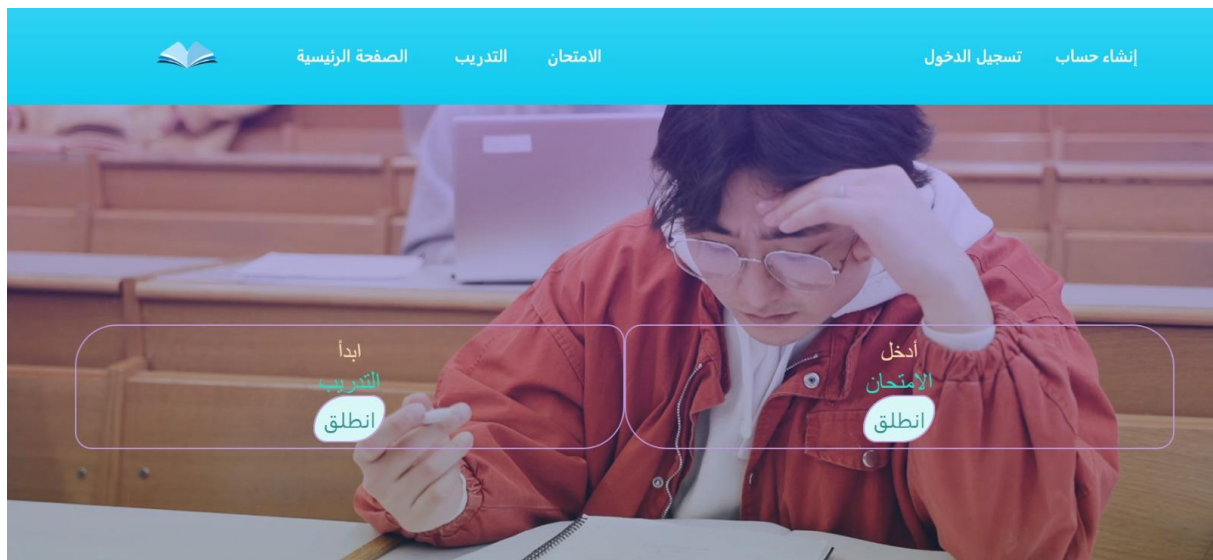 إنشاء حساب
تسجيل الدخول
الامتحان
التدريب
الصفحة الرئيسية
أدخل
الامتحان
انطلق
ابدأ
التدريب
انطلق